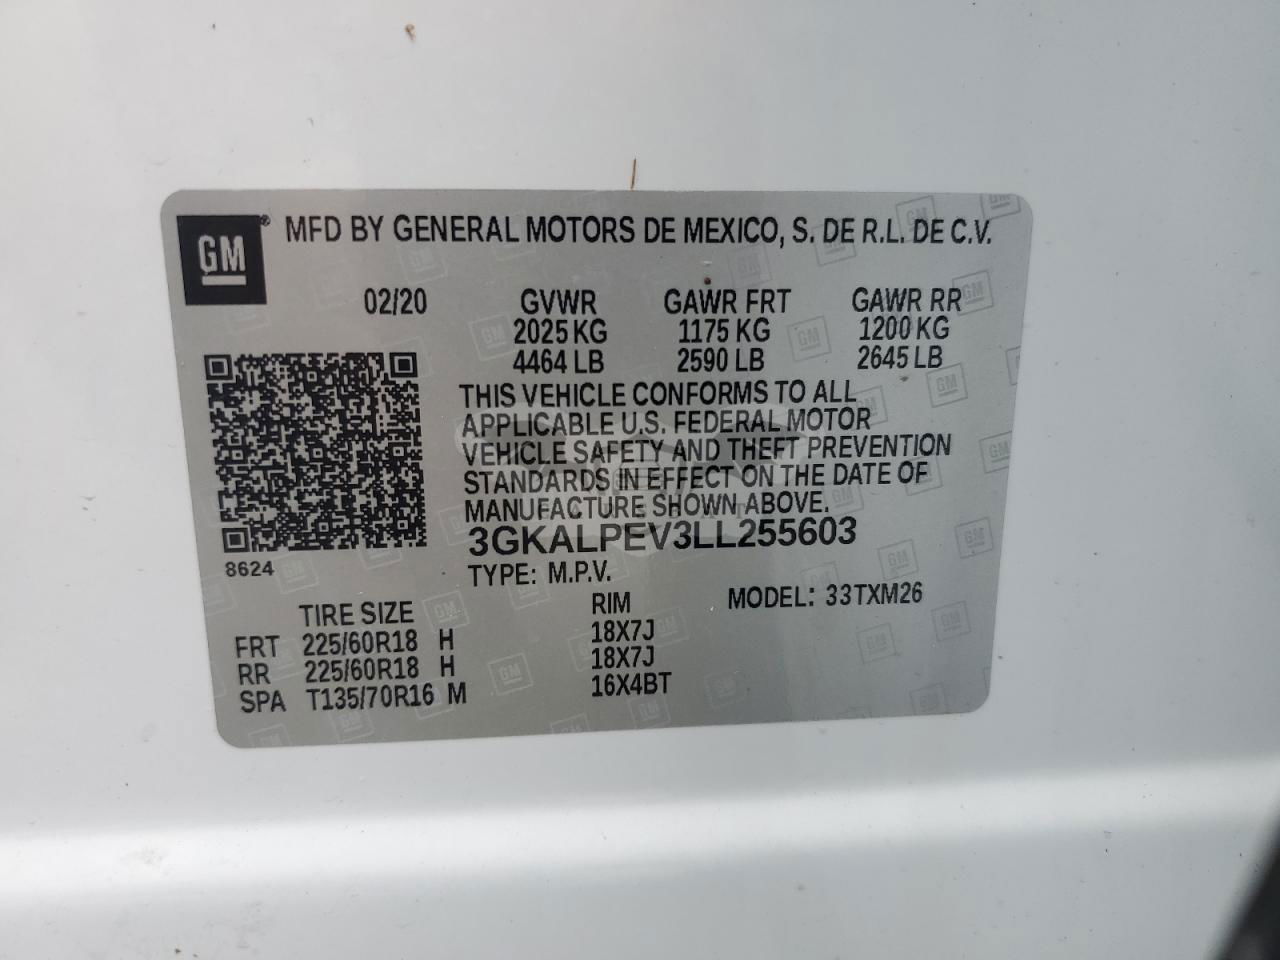 GM ® MFD BY GENERAL MOTORS DE MEXICO, S. DE R.L. DE C.V.
02/20 GVWR GAWR FRT GAWR RR
2025 KG 1175 KG 1200 KG
4464 LB 2590 LB 2645 LB
THIS VEHICLE CONFORMS TO ALL
APPLICABLE U.S. FEDERAL MOTOR
VEHICLE SAFETY AND THEFT PREVENTION
STANDARDS IN EFFECT ON THE DATE OF
MANUFACTURE SHOWN ABOVE.
3GKALPEV3LL255603
8624
TYPE: M.P.V.
TIRE SIZE RIM MODEL: 33TXM26
FRT 225/60R18 H 18X7J
RR 225/60R18 H 18X7J
SPA T135/70R16 M 16X4BT